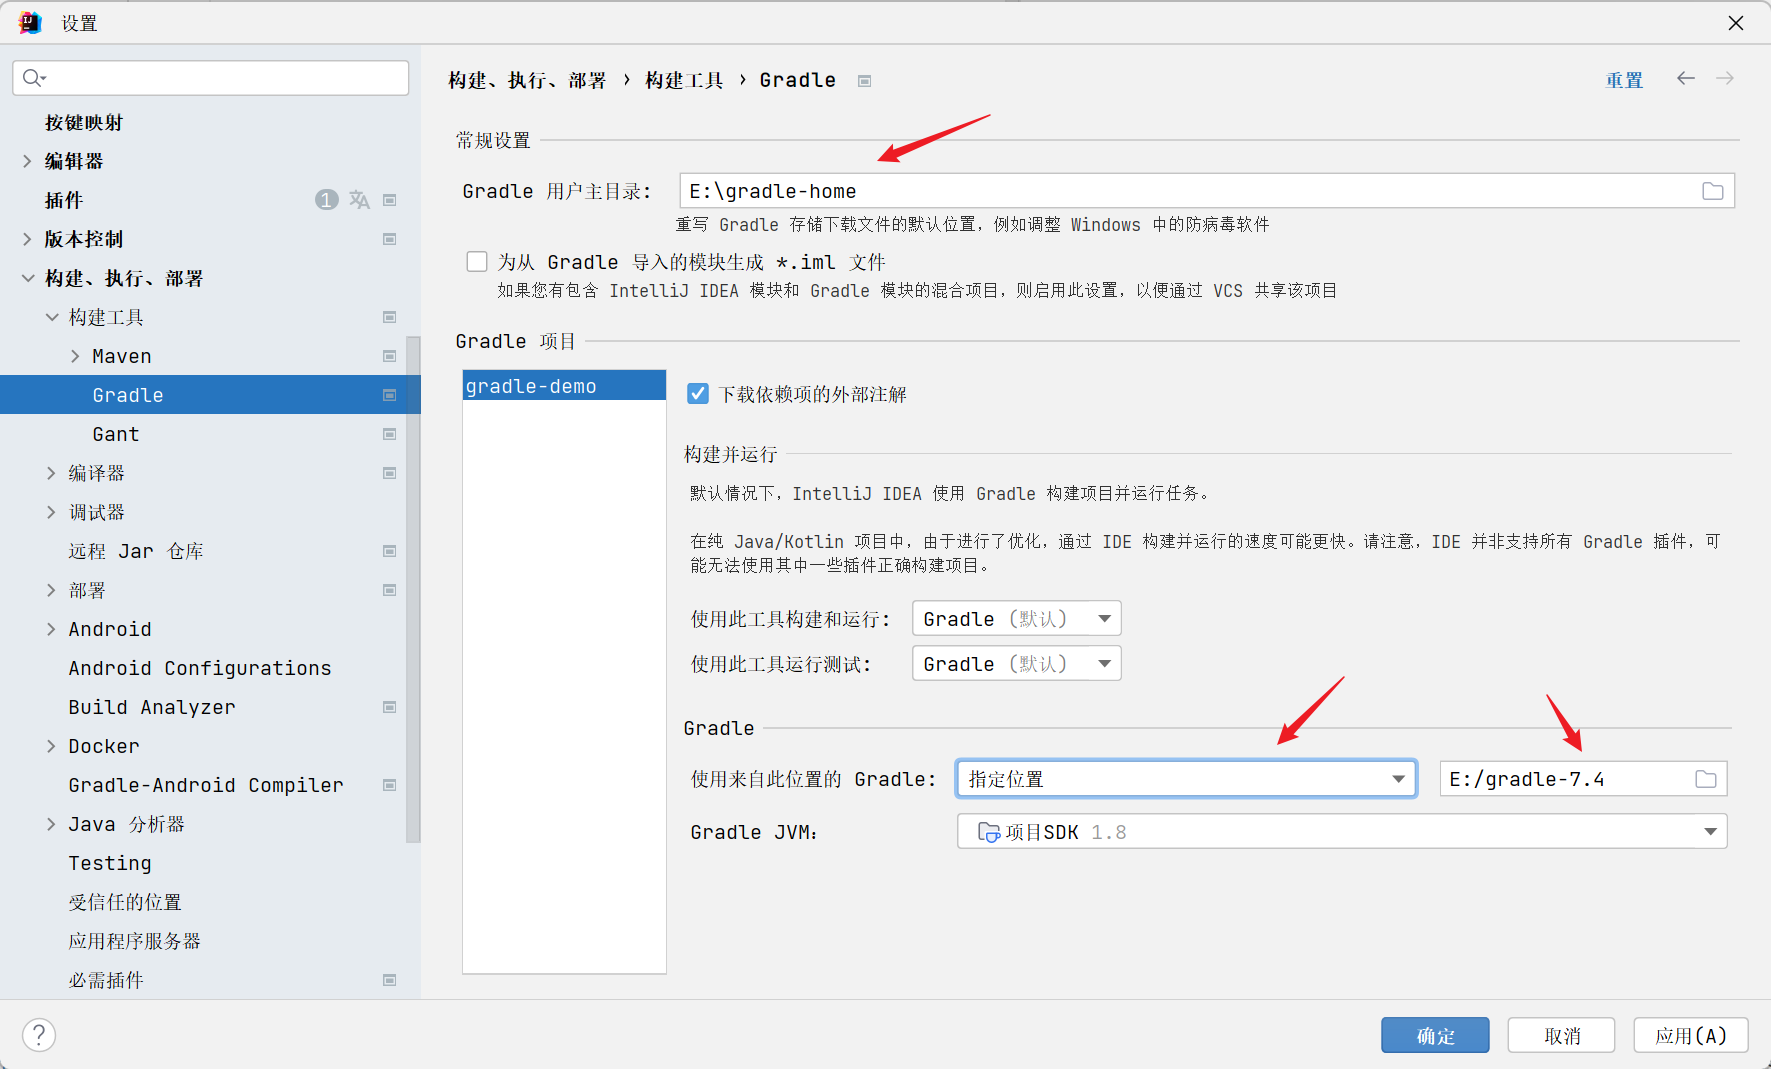 设置
按键映射
编辑器
插件 1
版本控制
构建、执行、部署
构建工具
Maven
Gradle
Gant
编译器
调试器
远程 Jar 仓库
部署
Android
Android Configurations
Build Analyzer
Docker
Gradle-Android Compiler
Java 分析器
Testing
受信任的位置
应用程序服务器
必需插件
构建、执行、部署 › 构建工具 › Gradle
重置
常规设置
Gradle 用户主目录: E:\gradle-home
重写 Gradle 存储下载文件的默认位置，例如调整 Windows 中的防病毒软件
为从 Gradle 导入的模块生成 *.iml 文件
如果您有包含 IntelliJ IDEA 模块和 Gradle 模块的混合项目，则启用此设置，以便通过 VCS 共享该项目
Gradle 项目
gradle-demo
下载依赖项的外部注解
构建并运行
默认情况下，IntelliJ IDEA 使用 Gradle 构建项目并运行任务。
在纯 Java/Kotlin 项目中，由于进行了优化，通过 IDE 构建并运行的速度可能更快。请注意，IDE 并非支持所有 Gradle 插件，可
能无法使用其中一些插件正确构建项目。
使用此工具构建和运行: Gradle (默认)
使用此工具运行测试: Gradle (默认)
Gradle
使用来自此位置的 Gradle: 指定位置 E:/gradle-7.4
Gradle JVM: 项目SDK 1.8
?
确定
取消
应用(A)